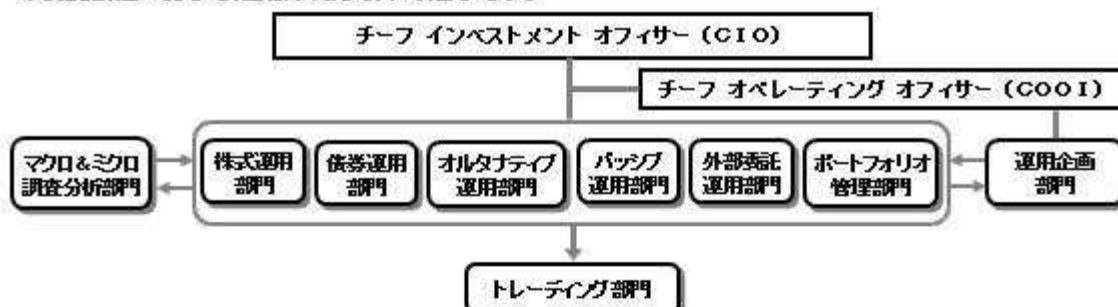 チーフ インベストメント オフィサー（CIO）
チーフ オペレーティング オフィサー（COOI）
マクロ＆ミクロ
調査分析部門
株式運用
部門
債券運用
部門
オルタナティブ
運用部門
パッシブ
運用部門
外部委託
運用部門
ポートフォリオ
管理部門
運用企画
部門
トレーディング部門